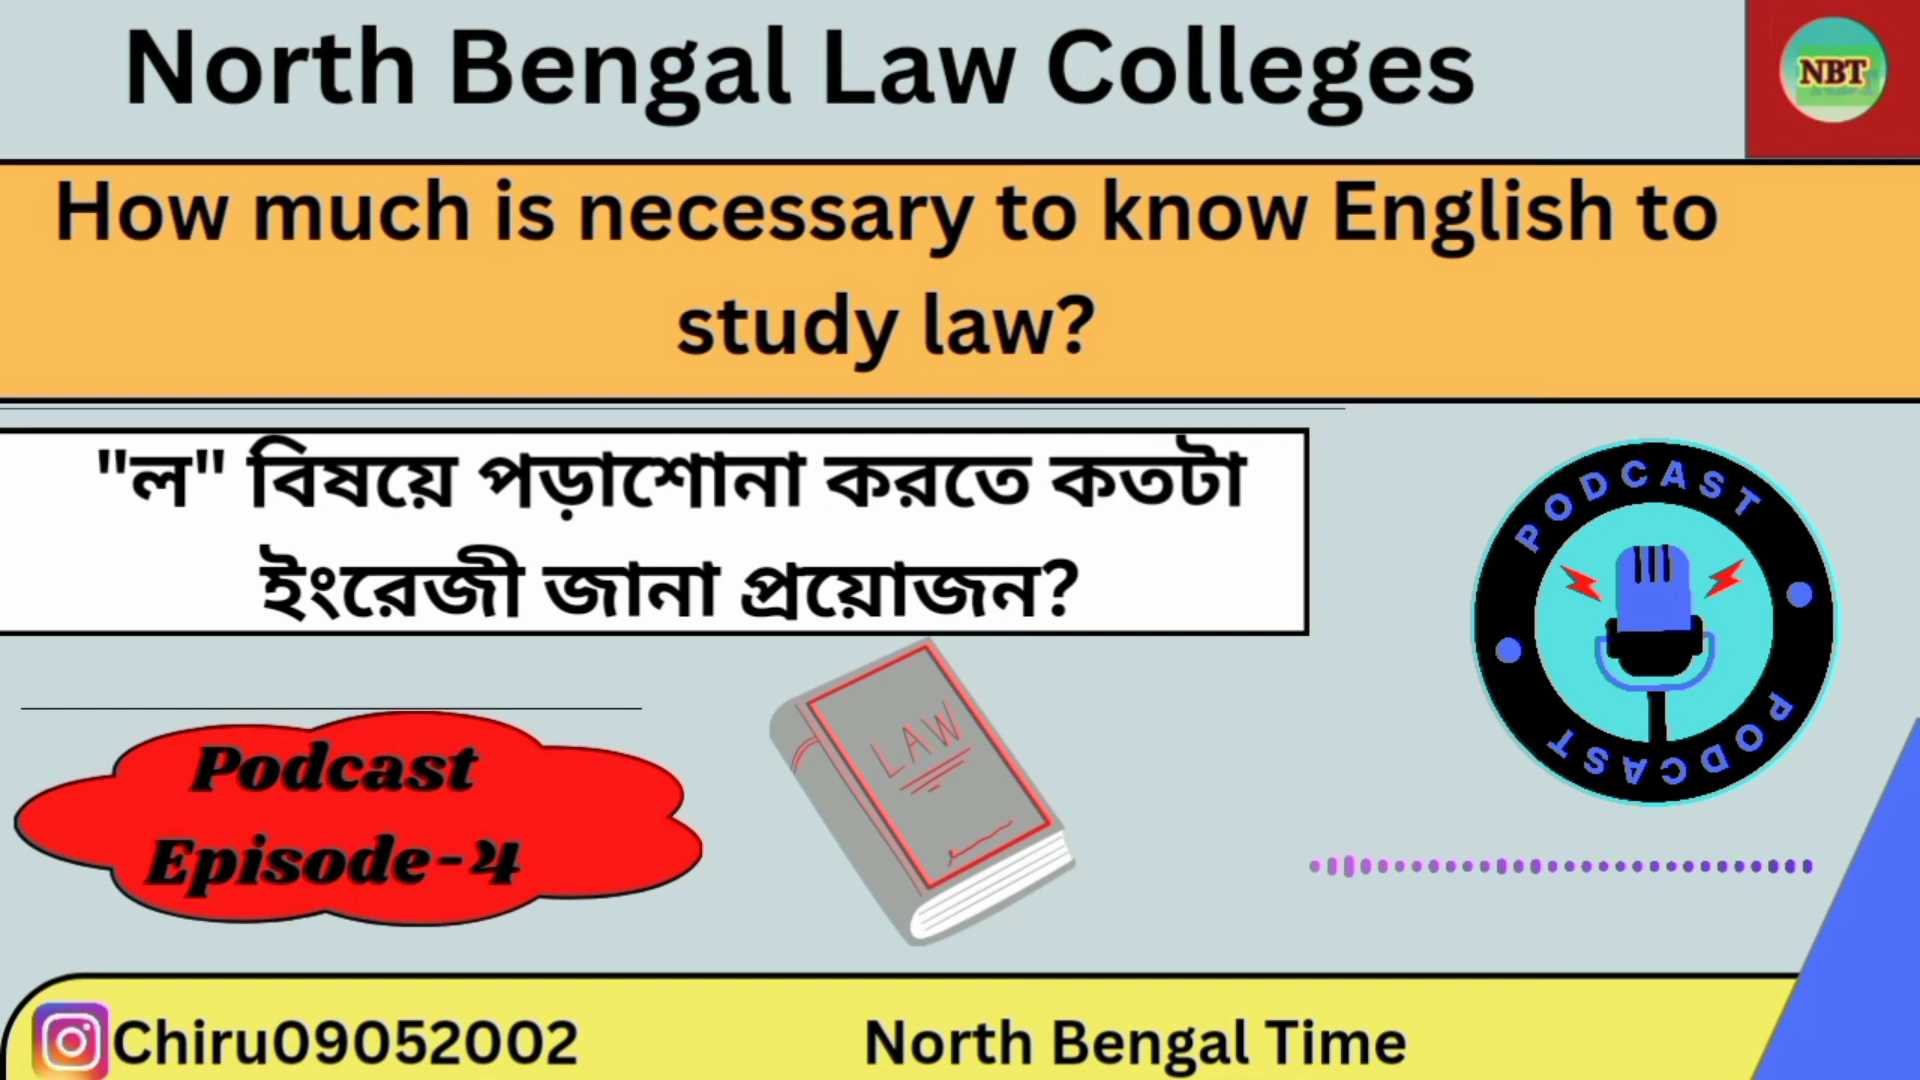 North Bengal Law Colleges
NBT
How much is necessary to know English to
study law?
"ল" বিষয়ে পড়াশোনা করতে কতটা
ইংরেজী জানা প্রয়োজন?
PODCAST
PODCAST
LAW
Podcast
Episode-4
Chiru09052002
North Bengal Time